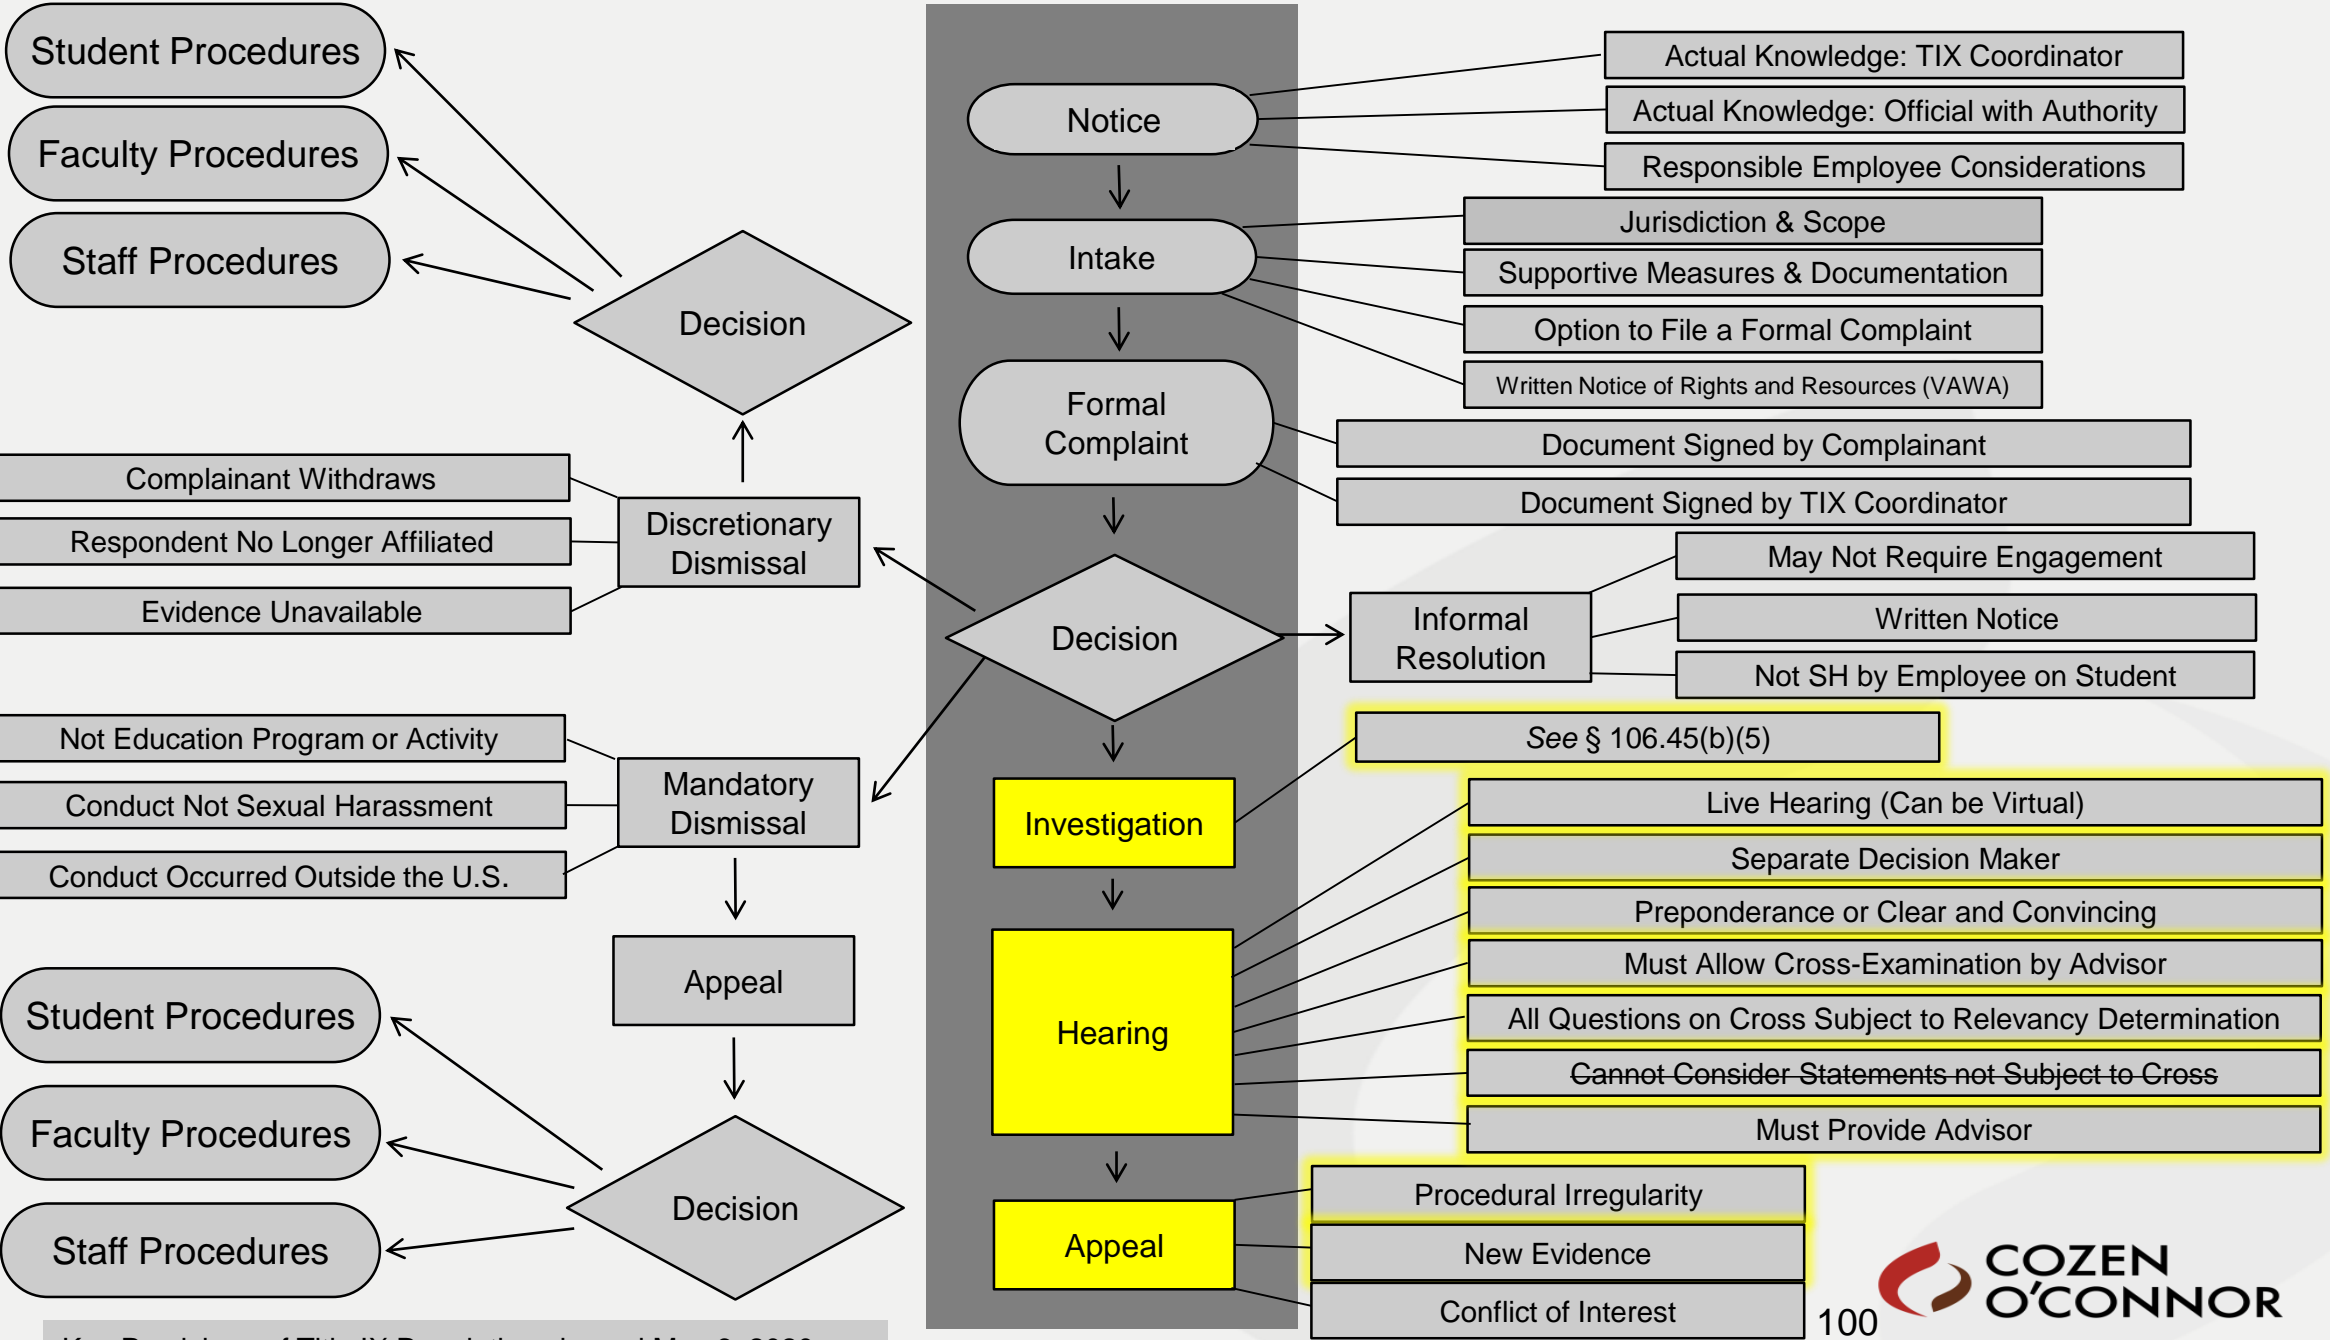 Student Procedures
Faculty Procedures
Staff Procedures
Decision
Complainant Withdraws
Respondent No Longer Affiliated
Evidence Unavailable
Discretionary
Dismissal
Not Education Program or Activity
Conduct Not Sexual Harassment
Conduct Occurred Outside the U.S.
Mandatory
Dismissal
Appeal
Student Procedures
Faculty Procedures
Staff Procedures
Decision
Notice
Actual Knowledge: TIX Coordinator
Actual Knowledge: Official with Authority
Responsible Employee Considerations
Intake
Jurisdiction & Scope
Supportive Measures & Documentation
Option to File a Formal Complaint
Written Notice of Rights and Resources (VAWA)
Formal
Complaint
Document Signed by Complainant
Document Signed by TIX Coordinator
Decision
Informal
Resolution
May Not Require Engagement
Written Notice
Not SH by Employee on Student
Investigation
See § 106.45(b)(5)
Hearing
Live Hearing (Can be Virtual)
Separate Decision Maker
Preponderance or Clear and Convincing
Must Allow Cross-Examination by Advisor
All Questions on Cross Subject to Relevancy Determination
Cannot Consider Statements not Subject to Cross
Must Provide Advisor
Appeal
Procedural Irregularity
New Evidence
Conflict of Interest
100
COZEN
O'CONNOR